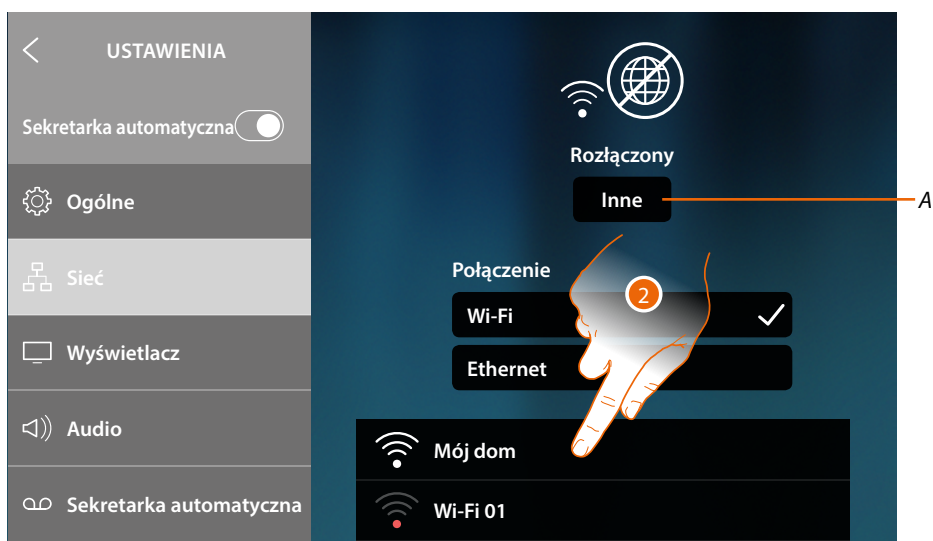 USTAWIENIA
Sekretarka automatyczna
Ogólne
Sieć
Wyświetlacz
Audio
Sekretarka automatyczna
Rozłączony
Inne
A
Połączenie
2
Wi-Fi
Ethernet
Mój dom
Wi-Fi 01